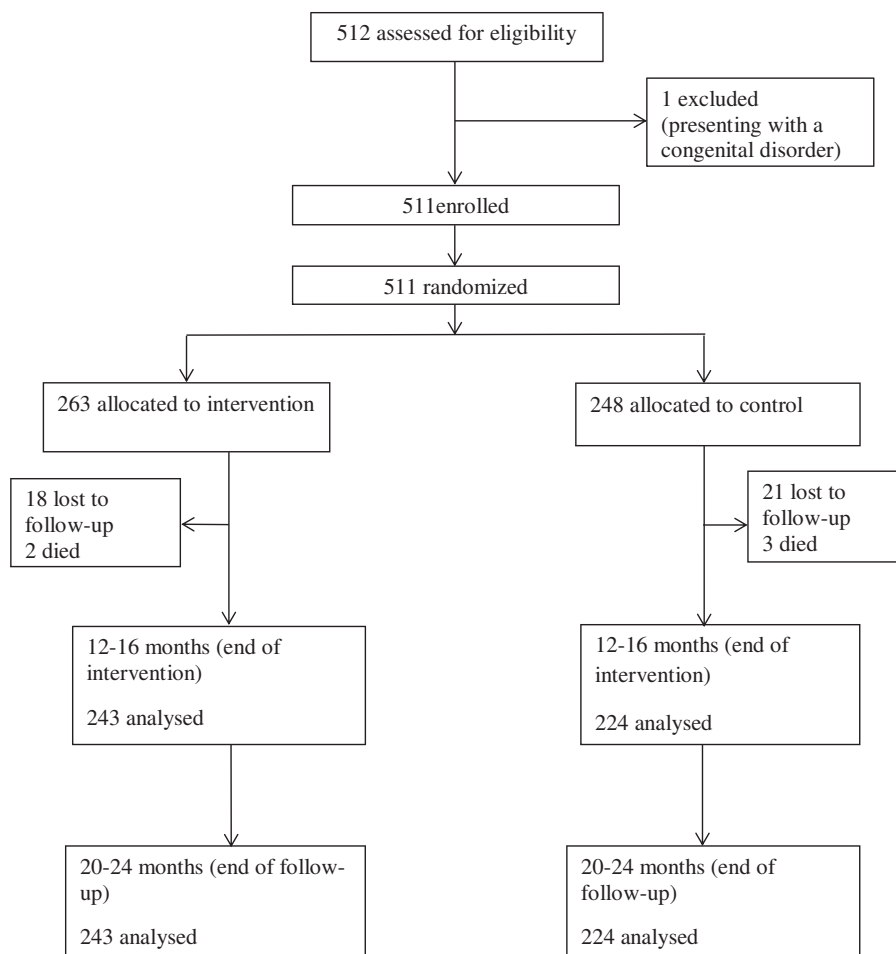 512 assessed for eligibility
1 excluded
(presenting with a
congenital disorder)
511enrolled
511 randomized
263 allocated to intervention
248 allocated to control
18 lost to
follow-up
2 died
21 lost to
follow-up
3 died
12-16 months (end of
intervention)
243 analysed
12-16 months (end of
intervention)
224 analysed
20-24 months (end of follow-
up)
243 analysed
20-24 months (end of
follow-up)
224 analysed